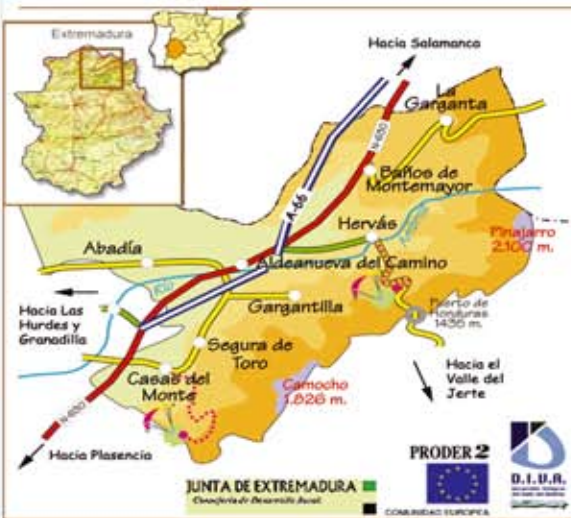 Extremadura
Hacia Salamanca
La
Garganta
N-630
A-66
Baños de
Montemayor
Hervás
Pinajarro
2.100 m.
Abadía
Río
Aldeanueva del Camino
Hacia Las
Hurdes y
Granadilla
Gargantilla
Puerto de
Honduras
1435 m.
Segura de
Toro
Casas del
Monte
Camocho
1.826 m.
Hacia el
Valle del
Jerte
N-630
Hacia Plasencia
PRODER 2
JUNTA DE EXTREMADURA
Consejería de Desarrollo Rural
COMUNIDAD EUROPEA
D.I.V.A.